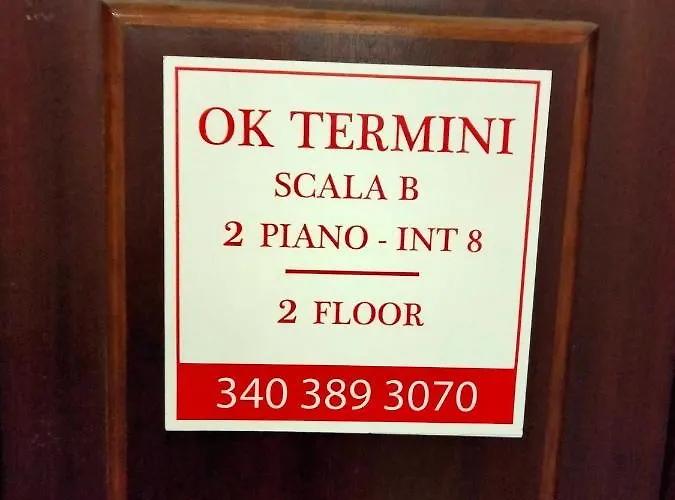 OK TERMINI
SCALA B
2 PIANO - INT 8
2 FLOOR
340 389 3070